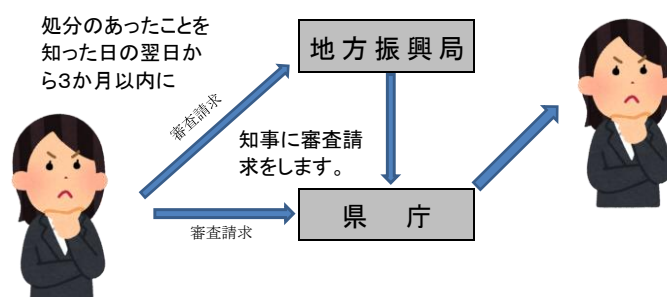 処分のあったことを
知った日の翌日か
ら3か月以内に
地方振興局
審査請求
知事に審査請
求をします。
県　庁
審査請求